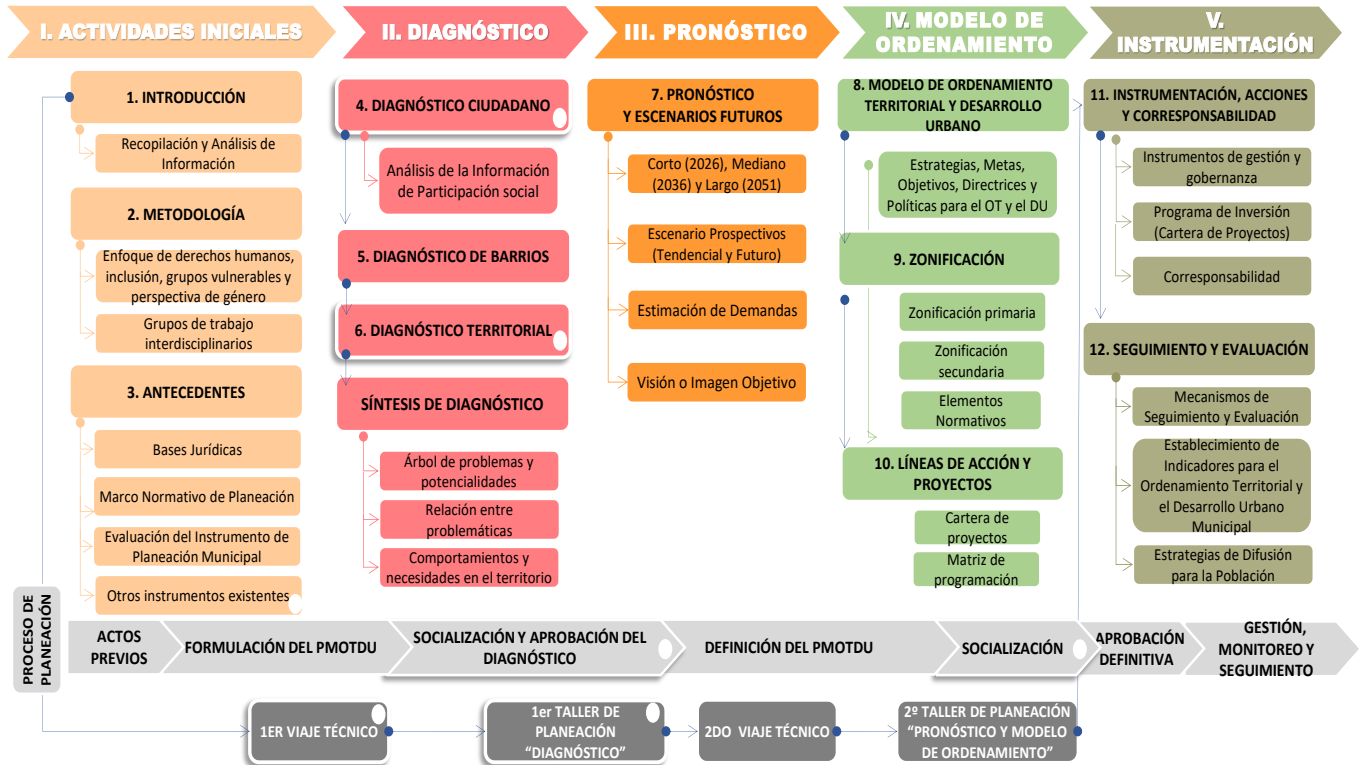 I. ACTIVIDADES INICIALES
II. DIAGNÓSTICO
III. PRONÓSTICO
IV. MODELO DE
ORDENAMIENTO
V.
INSTRUMENTACIÓN
1. INTRODUCCIÓN
Recopilación y Análisis de
Información
2. METODOLOGÍA
Enfoque de derechos humanos,
inclusión, grupos vulnerables y
perspectiva de género
Grupos de trabajo
interdisciplinarios
3. ANTECEDENTES
Bases Jurídicas
Marco Normativo de Planeación
Evaluación del Instrumento de
Planeación Municipal
Otros instrumentos existentes
4. DIAGNÓSTICO CIUDADANO
Análisis de la Información
de Participación social
5. DIAGNÓSTICO DE BARRIOS
6. DIAGNÓSTICO TERRITORIAL
SÍNTESIS DE DIAGNÓSTICO
Árbol de problemas y
potencialidades
Relación entre
problemáticas
Comportamientos y
necesidades en el territorio
7. PRONÓSTICO
Y ESCENARIOS FUTUROS
Corto (2026), Mediano
(2036) y Largo (2051)
Escenario Prospectivos
(Tendencial y Futuro)
Estimación de Demandas
Visión o Imagen Objetivo
8. MODELO DE ORDENAMIENTO
TERRITORIAL Y DESARROLLO
URBANO
Estrategias, Metas,
Objetivos, Directrices y
Políticas para el OT y el DU
9. ZONIFICACIÓN
Zonificación primaria
Zonificación
secundaria
Elementos
Normativos
10. LÍNEAS DE ACCIÓN Y
PROYECTOS
Cartera de
proyectos
Matriz de
programación
11. INSTRUMENTACIÓN, ACCIONES
Y CORRESPONSABILIDAD
Instrumentos de gestión y
gobernanza
Programa de Inversión
(Cartera de Proyectos)
Corresponsabilidad
12. SEGUIMIENTO Y EVALUACIÓN
Mecanismos de
Seguimiento y Evaluación
Establecimiento de
Indicadores para el
Ordenamiento Territorial y
el Desarrollo Urbano
Municipal
Estrategias de Difusión
para la Población
PROCESO DE
PLANEACIÓN
ACTOS
PREVIOS
FORMULACIÓN DEL PMOTDU
SOCIALIZACIÓN Y APROBACIÓN DEL
DIAGNÓSTICO
DEFINICIÓN DEL PMOTDU
SOCIALIZACIÓN
APROBACIÓN
DEFINITIVA
GESTIÓN,
MONITOREO Y
SEGUIMIENTO
1ER VIAJE TÉCNICO
1er TALLER DE
PLANEACIÓN
“DIAGNÓSTICO”
2DO VIAJE TÉCNICO
2º TALLER DE PLANEACIÓN
“PRONÓSTICO Y MODELO
DE ORDENAMIENTO”